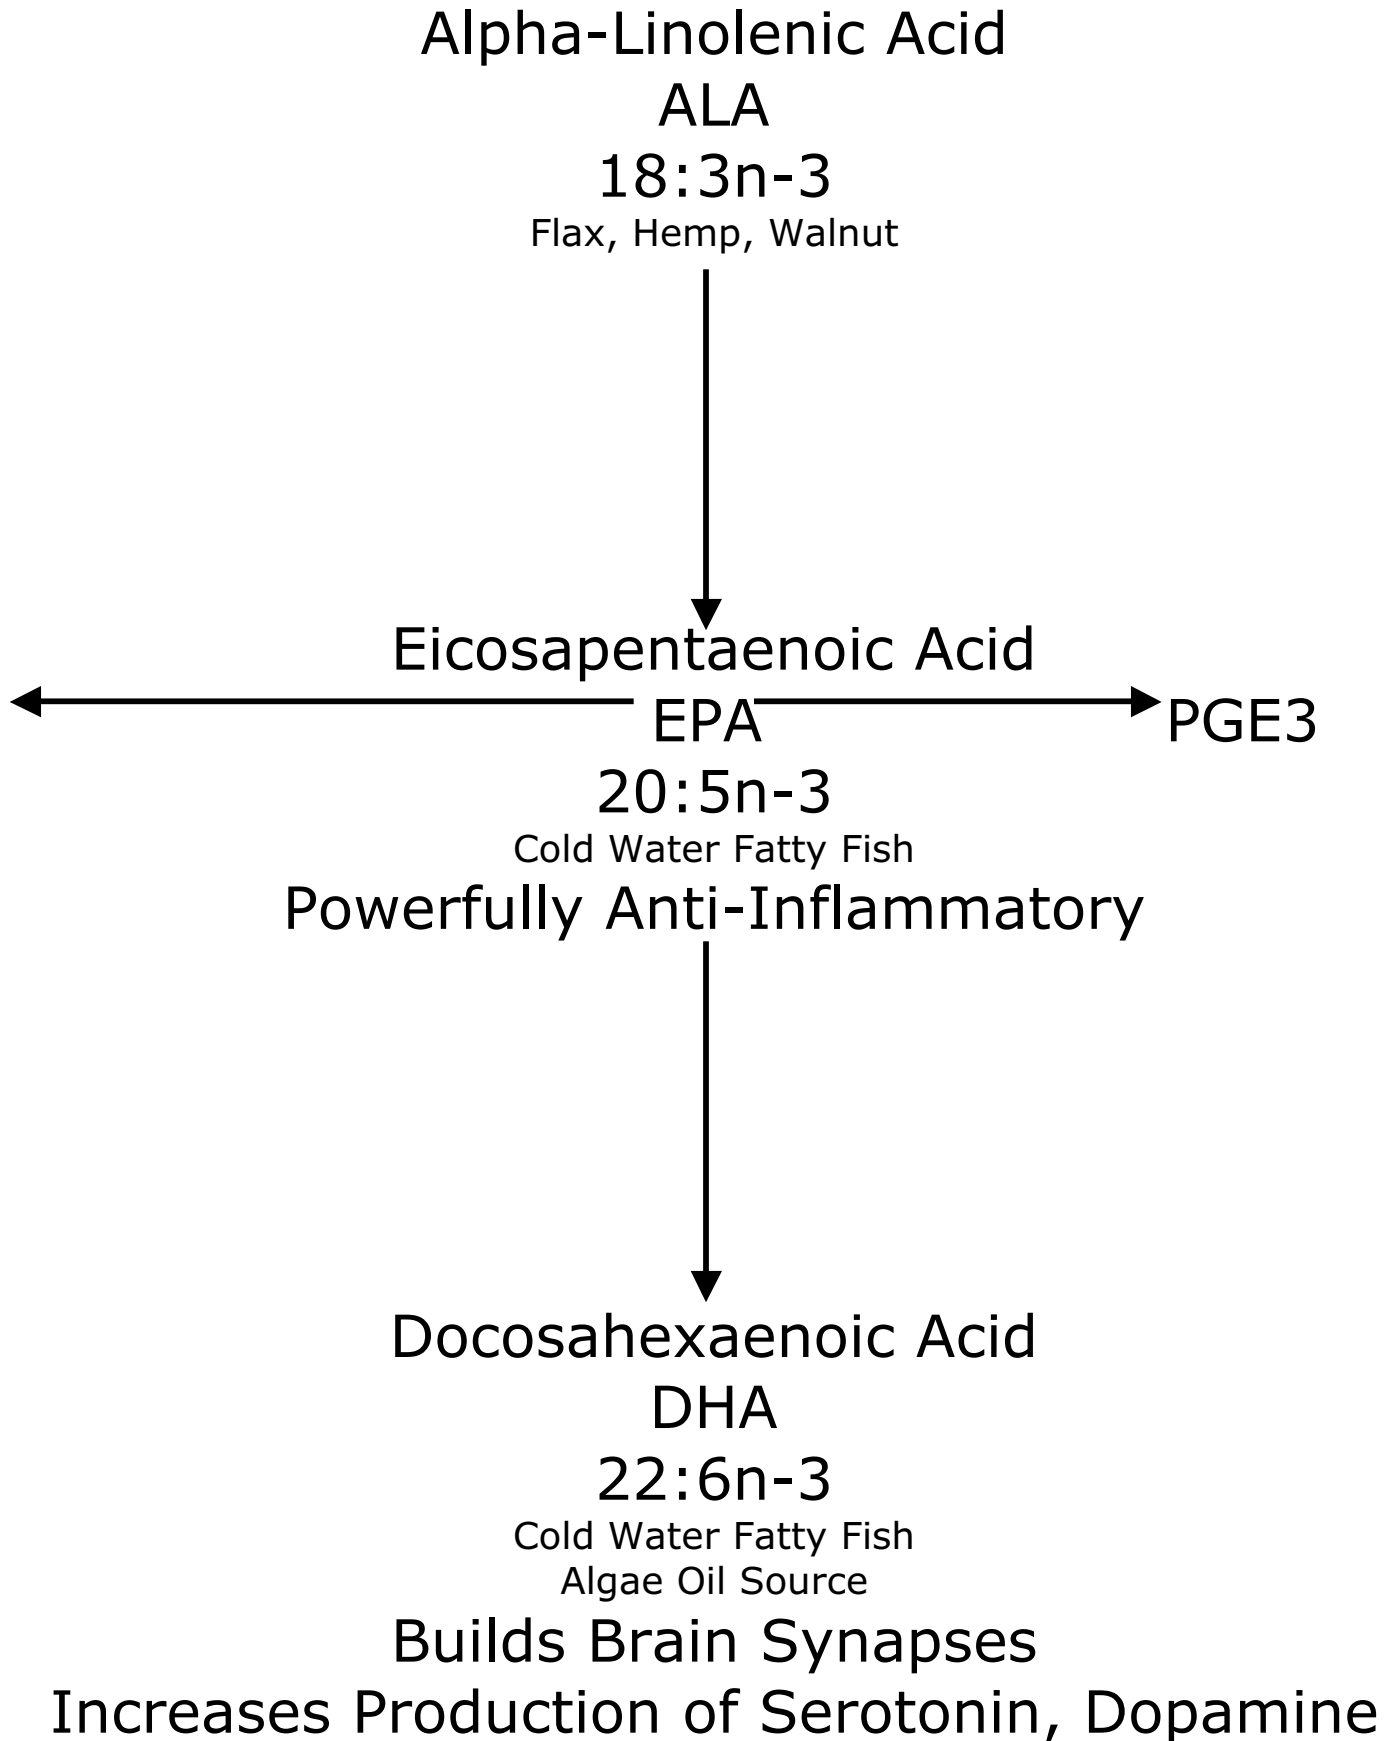 Alpha-Linolenic Acid
ALA
18:3n-3
Flax, Hemp, Walnut
Eicosapentaenoic Acid
EPA
PGE3
20:5n-3
Cold Water Fatty Fish
Powerfully Anti-Inflammatory
Docosahexaenoic Acid
DHA
22:6n-3
Cold Water Fatty Fish
Algae Oil Source
Builds Brain Synapses
Increases Production of Serotonin, Dopamine